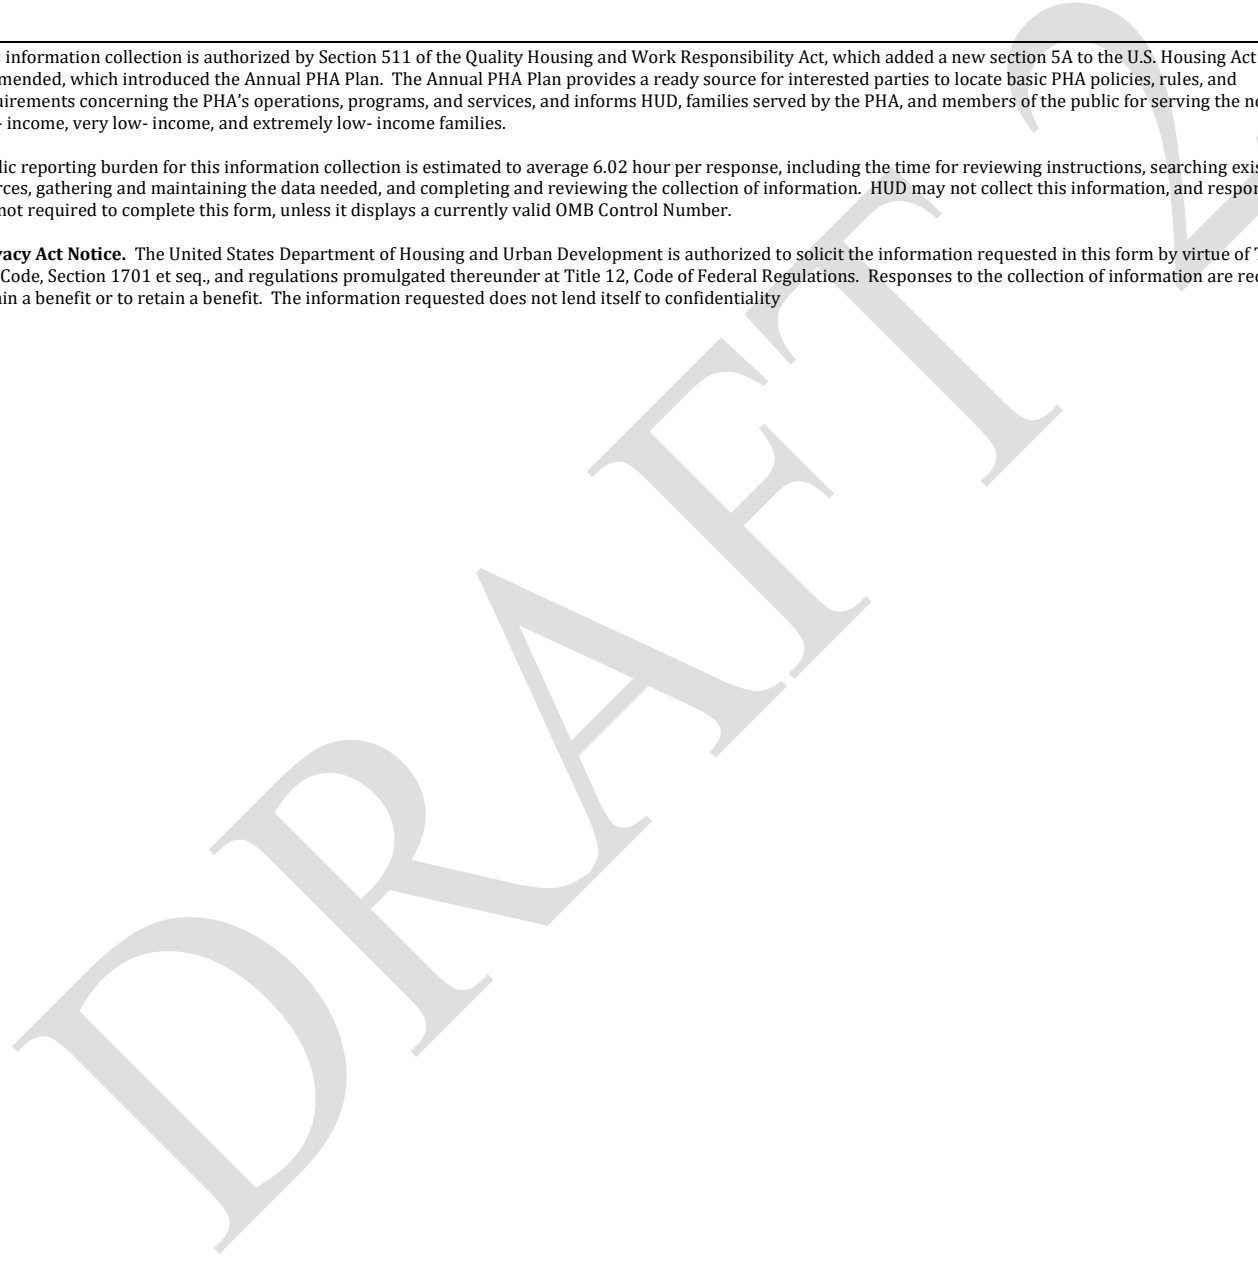 information collection is authorized by Section 511 of the Quality Housing and Work Responsibility Act, which added a new section 5A to the U.S. Housing Act
which introduced the Annual PHA Plan. The Annual PHA Plan provides a ready source for interested parties to locate basic PHA policies, rules, and
concerning the PHA's operations, programs, and services, and informs HUD, families served by the PHA, and members of the public for serving the
- income, very low- income, and extremely low- income families.
reporting burden for this information collection is estimated to average 6.02 hour per response, including the time for reviewing instructions, searching
gathering and maintaining the data needed, and completing and reviewing the collection of information. HUD may not collect this information, and
not required to complete this form, unless it displays a currently valid OMB Control Number.
Act Notice. The United States Department of Housing and Urban Development is authorized to solicit the information requested in this form by virtue of
Code, Section 1701 et seq., and regulations promulgated thereunder at Title 12, Code of Federal Regulations. Responses to the collection of information are
a benefit or to retain a benefit. The information requested does not lend itself to confidentiality
DRAFT 2